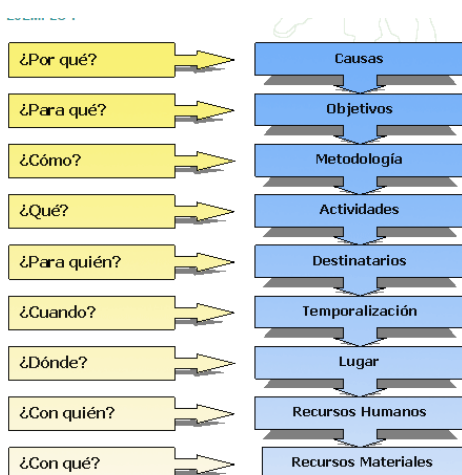 ¿Por qué? Causas
¿Para qué? Objetivos
¿Cómo? Metodología
¿Qué? Actividades
¿Para quién? Destinatarios
¿Cuando? Temporalización
¿Dónde? Lugar
¿Con quién? Recursos Humanos
¿Con qué? Recursos Materiales